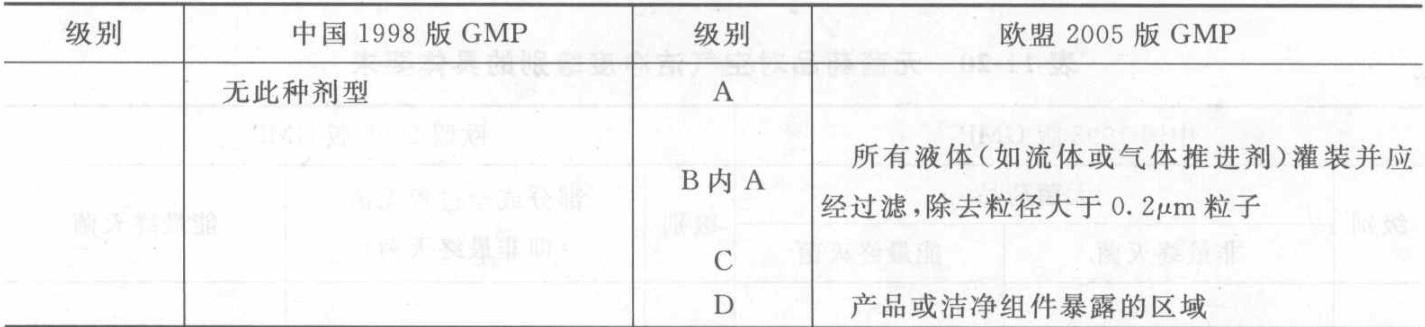 级别 中国 1998 版 GMP 级别 欧盟 2005 版 GMP
无此种剂型 A
所有液体(如流体或气体推进剂)灌装并应
B 内 A
经过滤,除去粒径大于 0.2μm 粒子
C
D 产品或洁净组件暴露的区域